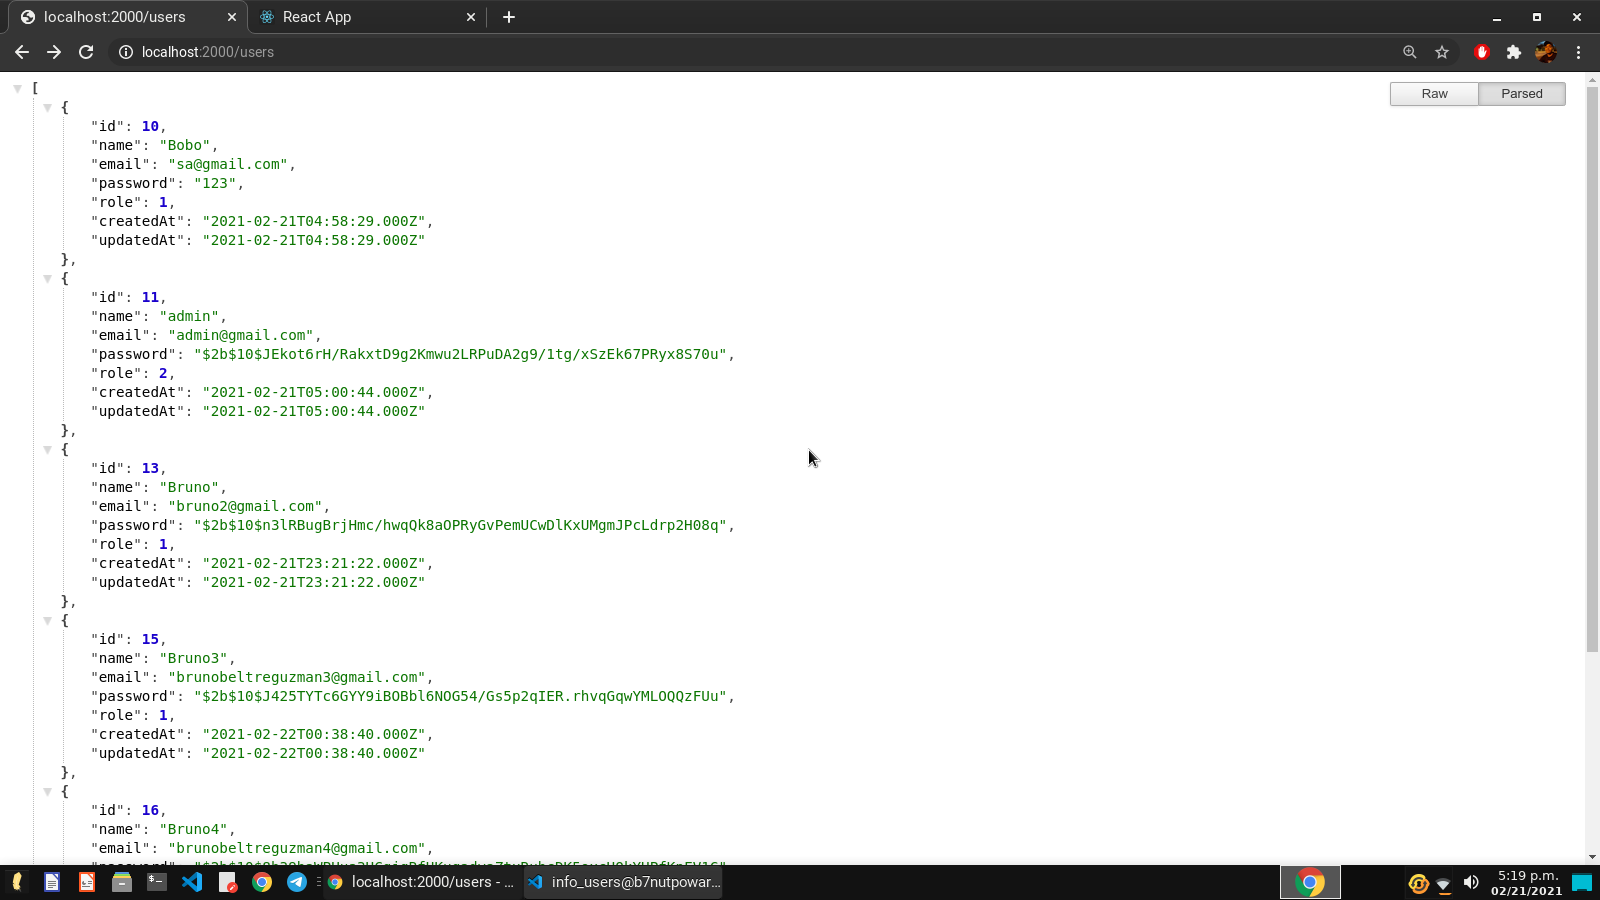 localhost:2000/users
React App
localhost:2000/users
Raw Parsed
[
{
"id": 10,
"name": "Bobo",
"email": "sa@gmail.com",
"password": "123",
"role": 1,
"createdAt": "2021-02-21T04:58:29.000Z",
"updatedAt": "2021-02-21T04:58:29.000Z"
},
{
"id": 11,
"name": "admin",
"email": "admin@gmail.com",
"password": "$2b$10$JEkot6rH/RakxtD9g2Kmwu2LRPuDA2g9/1tg/xSzEk67PRyx8S70u",
"role": 2,
"createdAt": "2021-02-21T05:00:44.000Z",
"updatedAt": "2021-02-21T05:00:44.000Z"
},
{
"id": 13,
"name": "Bruno",
"email": "bruno2@gmail.com",
"password": "$2b$10$n3lRBugBrjHmc/hwqQk8aOPRyGvPemUCwDlKxUMgmJPcLdrp2H08q",
"role": 1,
"createdAt": "2021-02-21T23:21:22.000Z",
"updatedAt": "2021-02-21T23:21:22.000Z"
},
{
"id": 15,
"name": "Bruno3",
"email": "brunobeltreguzman3@gmail.com",
"password": "$2b$10$J425TYTc6GYY9iBOBbl6NOG54/Gs5p2qIER.rhvqGqwYMLOQQzFUu",
"role": 1,
"createdAt": "2021-02-22T00:38:40.000Z",
"updatedAt": "2021-02-22T00:38:40.000Z"
},
{
"id": 16,
"name": "Bruno4",
"email": "brunobeltreguzman4@gmail.com",
localhost:2000/users - ...
info_users@b7nutpowar...
5:19 p.m.
02/21/2021